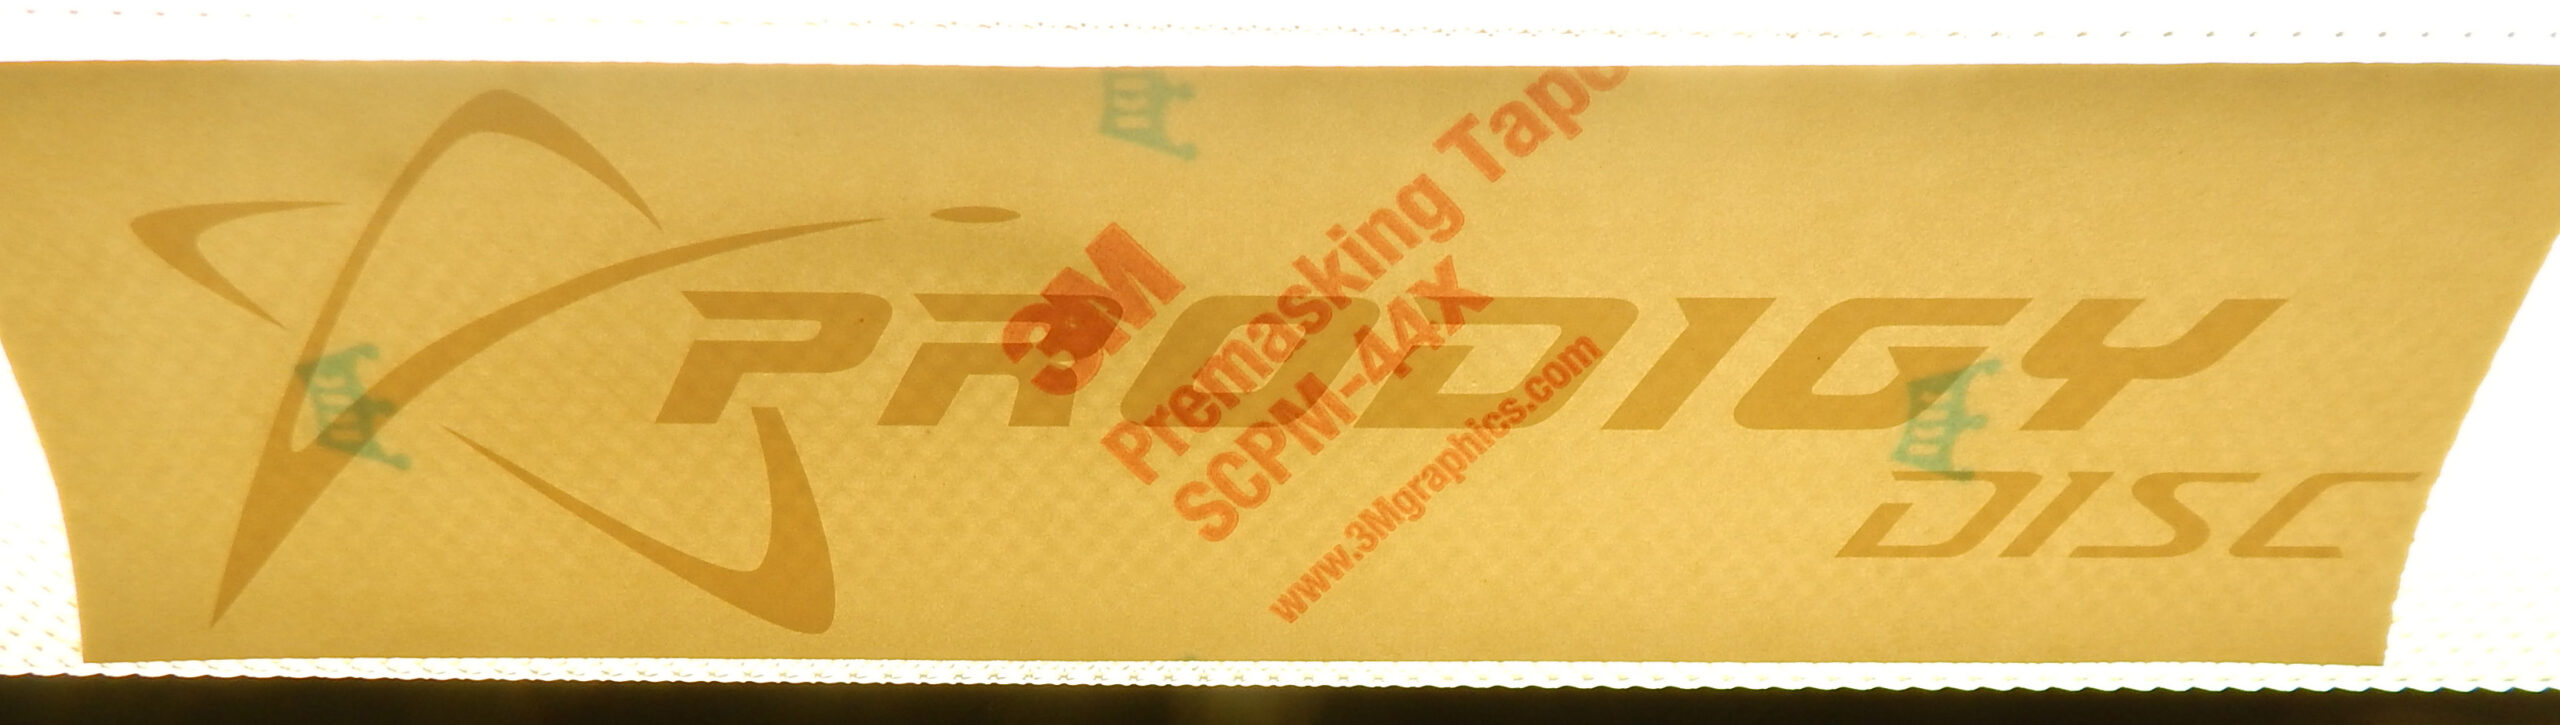 PRODIGY
DISC
3M
Premasking Tape
SCPM-44X
www.3Mgraphics.com